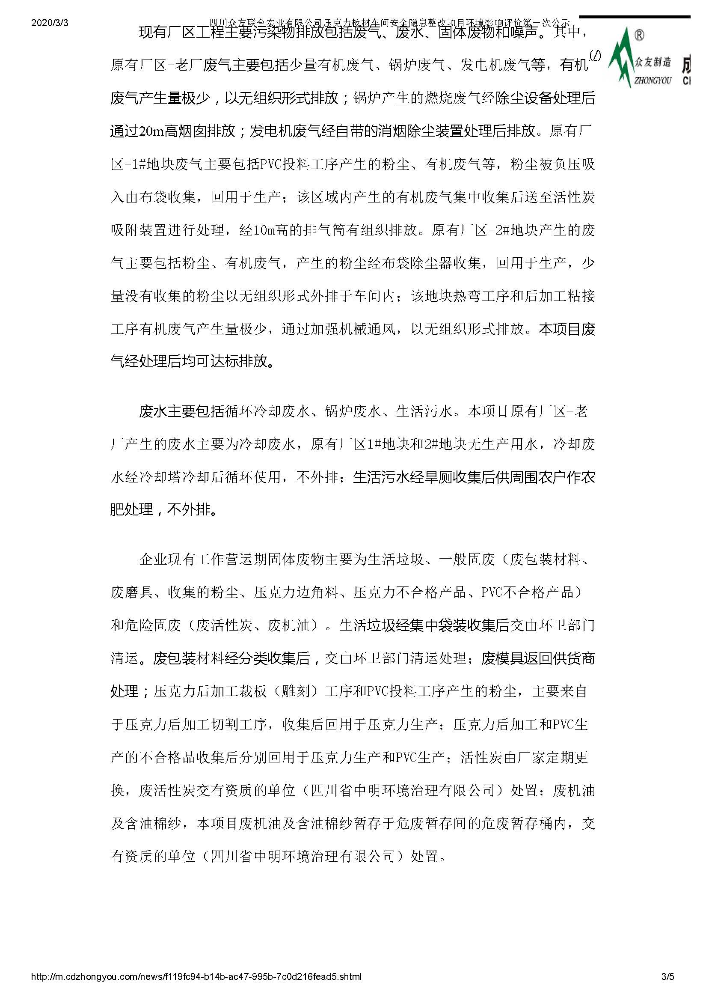 2020/3/3
四川众友联合实业有限公司压克力板材车间安全隐患整改项目环境影响评价第一次公示
现有厂区工程主要污染物排放包括废气、废水、固体废物和噪声。其中，
(/)
®
众友制造
ZHONGYOU
成
CI
原有厂区-老厂废气主要包括少量有机废气、锅炉废气、发电机废气等，有机
废气产生量极少，以无组织形式排放；锅炉产生的燃烧废气经除尘设备处理后
通过20m高烟囱排放；发电机废气经自带的消烟除尘装置处理后排放。原有厂
区-1#地块废气主要包括PVC投料工序产生的粉尘、有机废气等，粉尘被负压吸
入由布袋收集，回用于生产；该区域内产生的有机废气集中收集后送至活性炭
吸附装置进行处理，经10m高的排气筒有组织排放。原有厂区-2#地块产生的废
气主要包括粉尘、有机废气，产生的粉尘经布袋除尘器收集，回用于生产，少
量没有收集的粉尘以无组织形式外排于车间内；该地块热弯工序和后加工粘接
工序有机废气产生量极少，通过加强机械通风，以无组织形式排放。本项目废
气经处理后均可达标排放。
废水主要包括循环冷却废水、锅炉废水、生活污水。本项目原有厂区-老
厂产生的废水主要为冷却废水，原有厂区1#地块和2#地块无生产用水，冷却废
水经冷却塔冷却后循环使用，不外排；生活污水经旱厕收集后供周围农户作农
肥处理，不外排。
企业现有工作营运期固体废物主要为生活垃圾、一般固废（废包装材料、
废磨具、收集的粉尘、压克力边角料、压克力不合格产品、PVC不合格产品）
和危险固废（废活性炭、废机油）。生活垃圾经集中袋装收集后交由环卫部门
清运。废包装材料经分类收集后，交由环卫部门清运处理；废模具返回供货商
处理；压克力后加工裁板（雕刻）工序和PVC投料工序产生的粉尘，主要来自
于压克力后加工切割工序，收集后回用于压克力生产；压克力后加工和PVC生
产的不合格品收集后分别回用于压克力生产和PVC生产；活性炭由厂家定期更
换，废活性炭交有资质的单位（四川省中明环境治理有限公司）处置；废机油
及含油棉纱，本项目废机油及含油棉纱暂存于危废暂存间的危废暂存桶内，交
有资质的单位（四川省中明环境治理有限公司）处置。
http://m.cdzhongyou.com/news/f119fc94-b14b-ac47-995b-7c0d216fead5.shtml
3/5